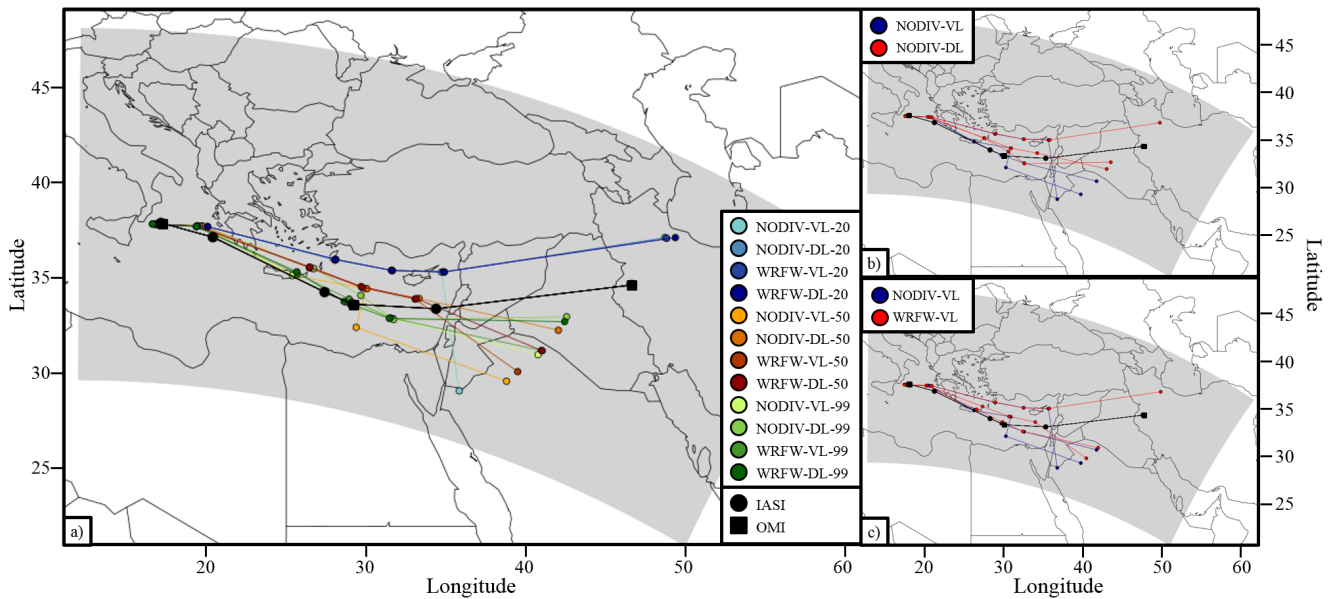 Latitude
45
40
35
30
25
20
30
40
50
60
Longitude
a)
NODIV-VL-20
NODIV-DL-20
WRFW-VL-20
WRFW-DL-20
NODIV-VL-50
NODIV-DL-50
WRFW-VL-50
WRFW-DL-50
NODIV-VL-99
NODIV-DL-99
WRFW-VL-99
WRFW-DL-99
IASI
OMI
NODIV-VL
NODIV-DL
b)
45
40
35
30
25
NODIV-VL
WRFW-VL
c)
45
40
35
30
25
Latitude
20
30
40
50
60
Longitude